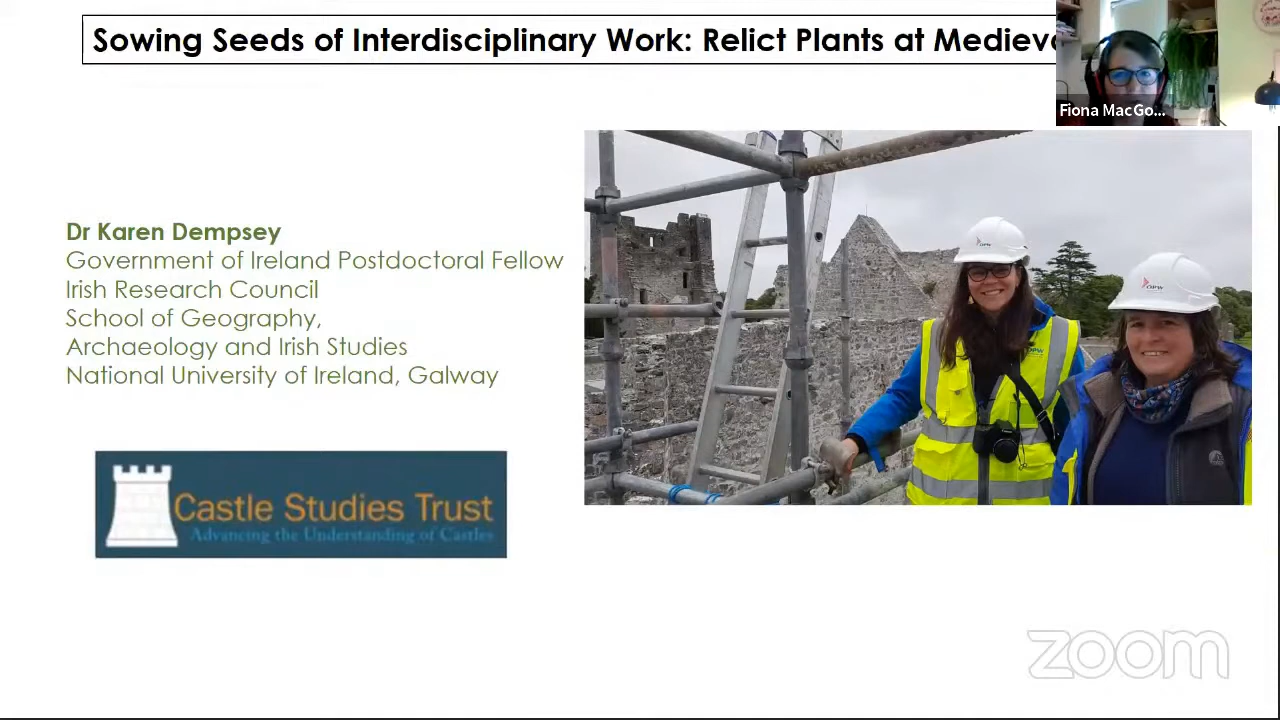 Sowing Seeds of Interdisciplinary Work: Relict Plants at Medieva
Fiona MacGo...
Dr Karen Dempsey
Government of Ireland Postdoctoral Fellow
Irish Research Council
School of Geography,
Archaeology and Irish Studies
National University of Ireland, Galway
OPW
OPW
Castle Studies Trust
Advancing the Understanding of Castles
zoom